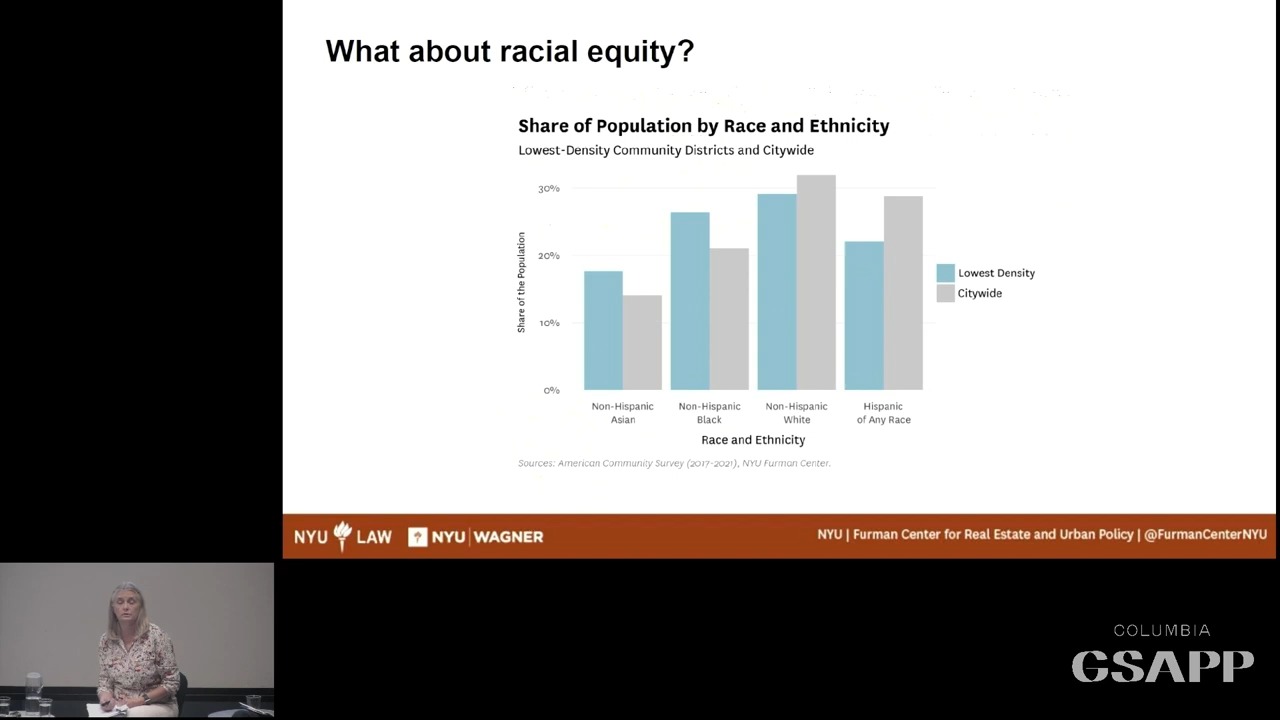 What about racial equity?
Share of Population by Race and Ethnicity
Lowest-Density Community Districts and Citywide
Share of the Population
30%
20%
10%
0%
Non-Hispanic
Asian
Non-Hispanic
Black
Non-Hispanic
White
Hispanic
of Any Race
Race and Ethnicity
Lowest Density
Citywide
Sources: American Community Survey (2017-2021), NYU Furman Center.
NYU LAW
NYU | WAGNER
NYU | Furman Center for Real Estate and Urban Policy | @FurmanCenterNYU
COLUMBIA
GSAPP